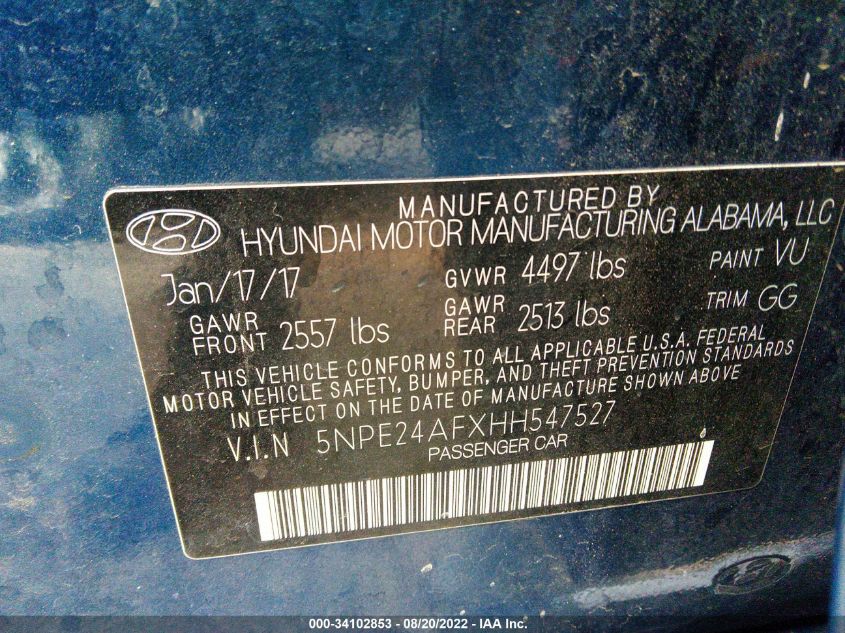 MANUFACTURED BY
HYUNDAI MOTOR MANUFACTURING ALABAMA, LLC
Jan/17/17 GVWR 4497 lbs PAINT VU
GAWR FRONT 2557 lbs GAWR REAR 2513 lbs TRIM GG
THIS VEHICLE CONFORMS TO ALL APPLICABLE U.S.A. FEDERAL
MOTOR VEHICLE SAFETY, BUMPER, AND THEFT PREVENTION STANDARDS
IN EFFECT ON THE DATE OF MANUFACTURE SHOWN ABOVE
V.I.N 5NPE24AFXHH547527
PASSENGER CAR
000-34102853 - 08/20/2022 - IAA Inc.